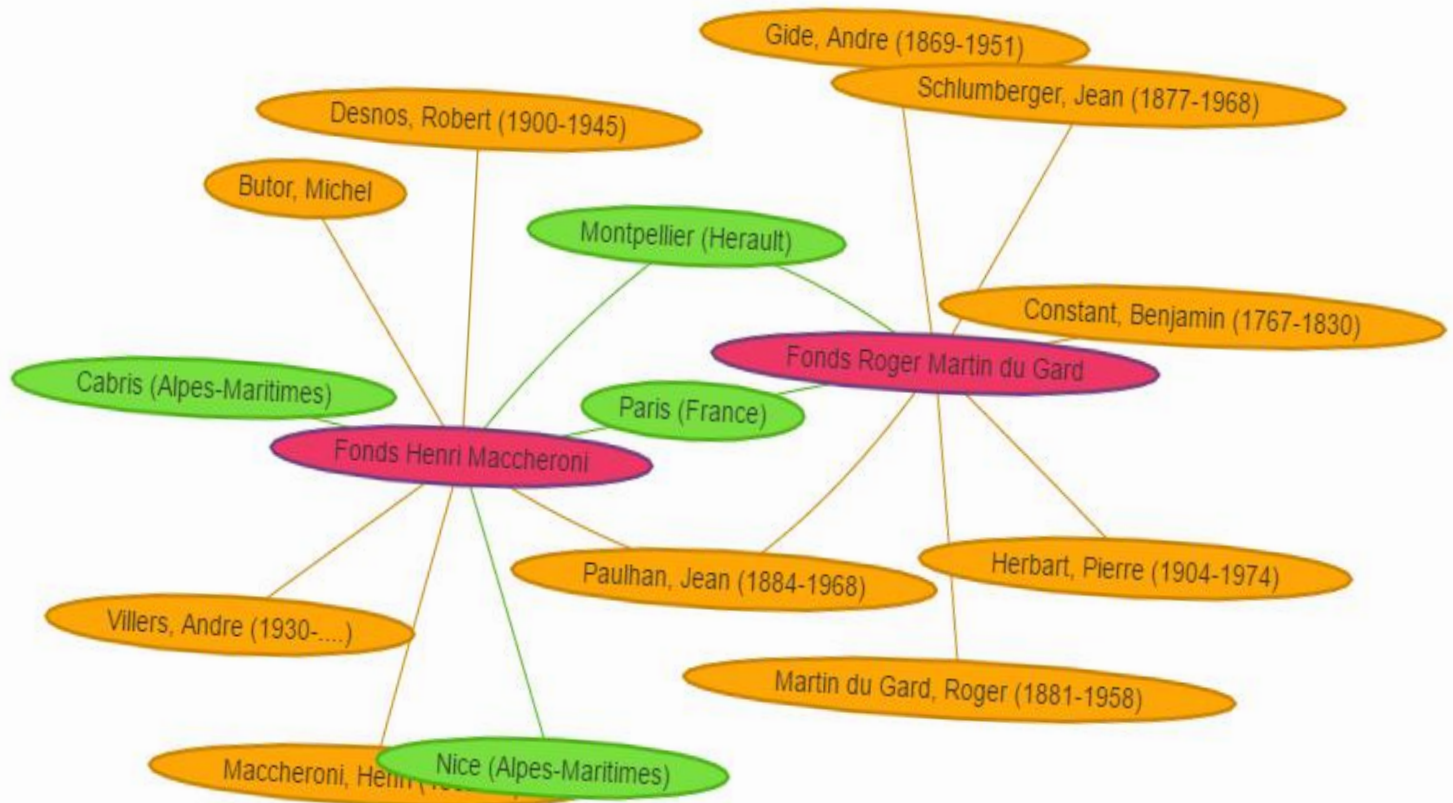 Gide, Andre (1869-1951)
Schlumberger, Jean (1877-1968)
Desnos, Robert (1900-1945)
Butor, Michel
Montpellier (Herault)
Constant, Benjamin (1767-1830)
Fonds Roger Martin du Gard
Cabris (Alpes-Maritimes)
Paris (France)
Fonds Henri Maccheroni
Paulhan, Jean (1884-1968)
Herbart, Pierre (1904-1974)
Villers, Andre (1930-....)
Martin du Gard, Roger (1881-1958)
Maccheroni, Henri
Nice (Alpes-Maritimes)